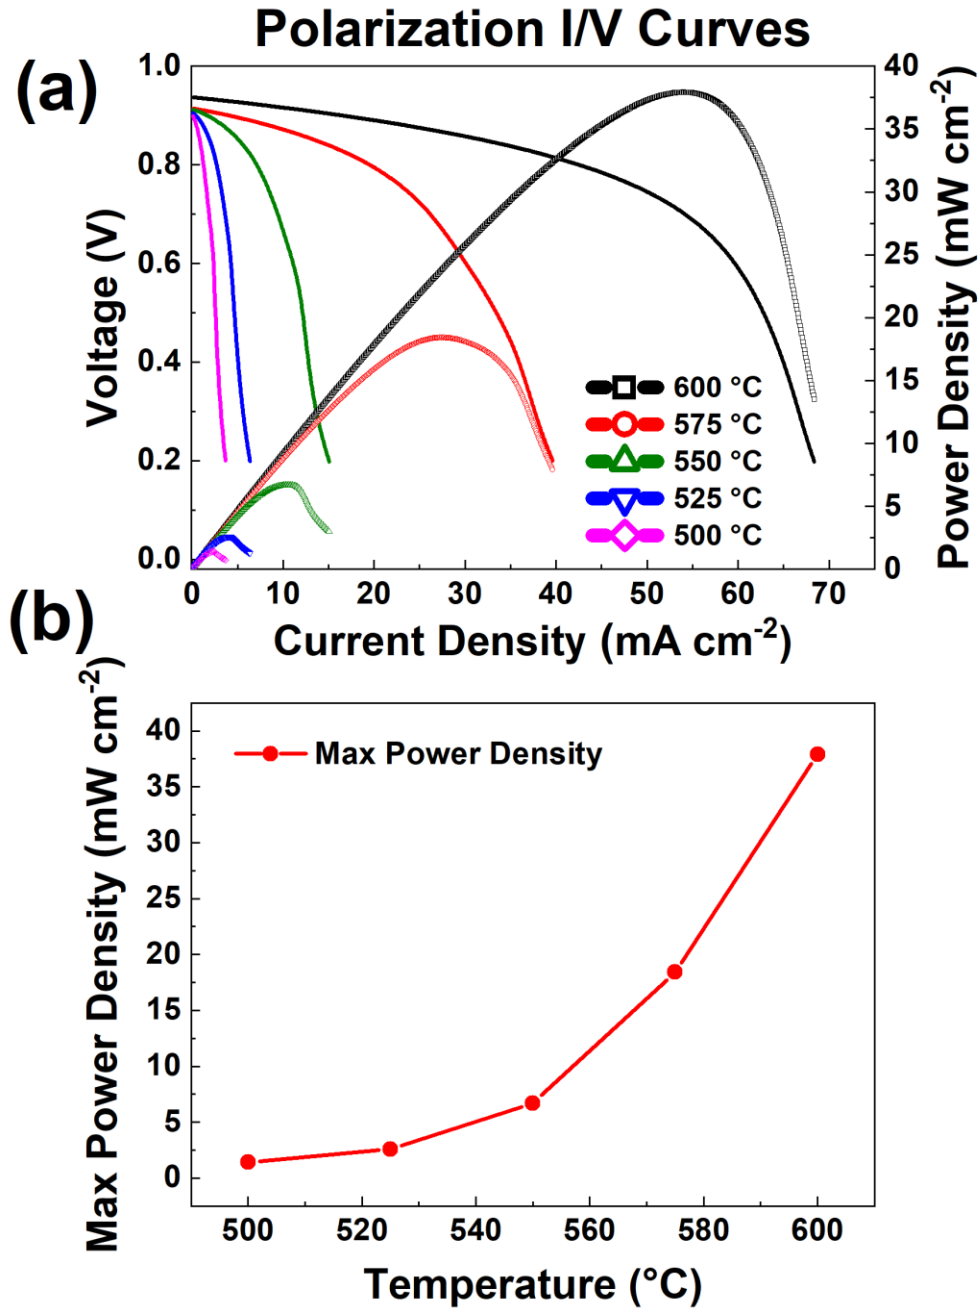 Polarization I/V Curves
(a)
1.0
0.8
0.6
0.4
0.2
0.0
Voltage (V)
40
35
30
25
20
15
10
5
0
Power Density (mW cm-2)
600 °C
575 °C
550 °C
525 °C
500 °C
0 10 20 30 40 50 60 70
Current Density (mA cm-2)
(b)
40
35
30
25
20
15
10
5
0
Max Power Density (mW cm-2)
Max Power Density
500 520 540 560 580 600
Temperature (°C)